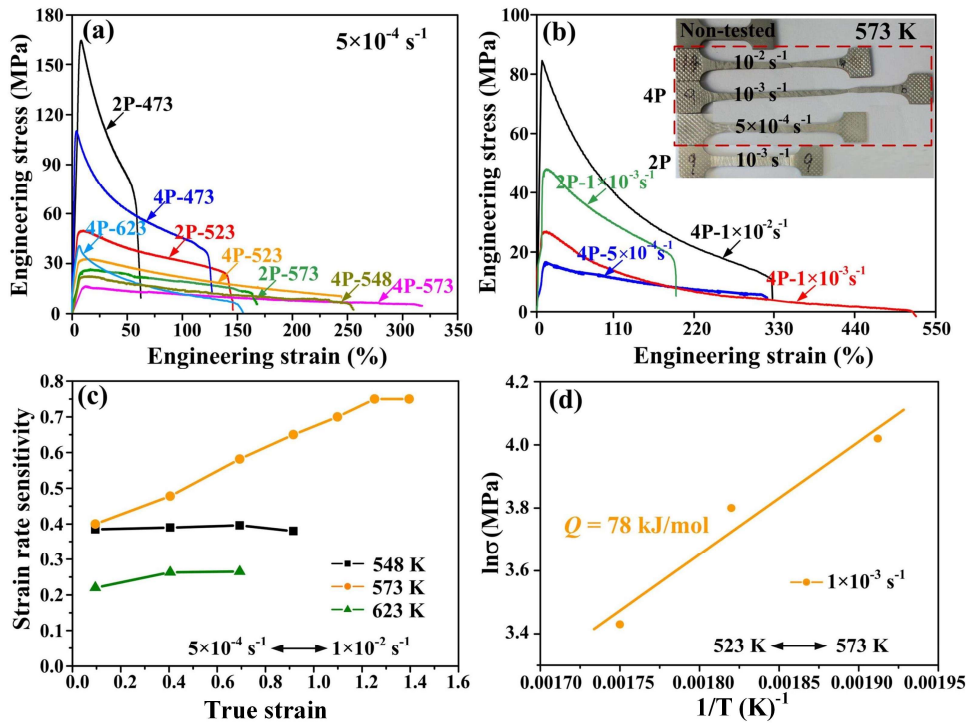 (a)
5×10⁻⁴ s⁻¹
Engineering stress (MPa)
180
150
120
90
60
30
0
2P-473
4P-473
4P-623
2P-523
4P-523
2P-573
4P-548
4P-573
0 50 100 150 200 250 300 350
Engineering strain (%)
(b)
573 K
Engineering stress (MPa)
100
80
60
40
20
0
Non-tested
10⁻² s⁻¹
4P
10⁻³ s⁻¹
5×10⁻⁴ s⁻¹
2P
10⁻³ s⁻¹
2P-1×10⁻³s⁻¹
4P-1×10⁻²s⁻¹
4P-5×10⁻⁴s⁻¹
4P-1×10⁻³s⁻¹
0 110 220 330 440 550
Engineering strain (%)
(c)
Strain rate sensitivity
0.8
0.7
0.6
0.5
0.4
0.3
0.2
0.1
0.0
548 K
573 K
623 K
5×10⁻⁴ s⁻¹ ↔ 1×10⁻² s⁻¹
0.0 0.2 0.4 0.6 0.8 1.0 1.2 1.4 1.6
True strain
(d)
lnσ (MPa)
4.2
4.0
3.8
3.6
3.4
Q = 78 kJ/mol
1×10⁻³ s⁻¹
523 K ↔ 573 K
0.00170 0.00175 0.00180 0.00185 0.00190 0.00195
1/T (K)⁻¹